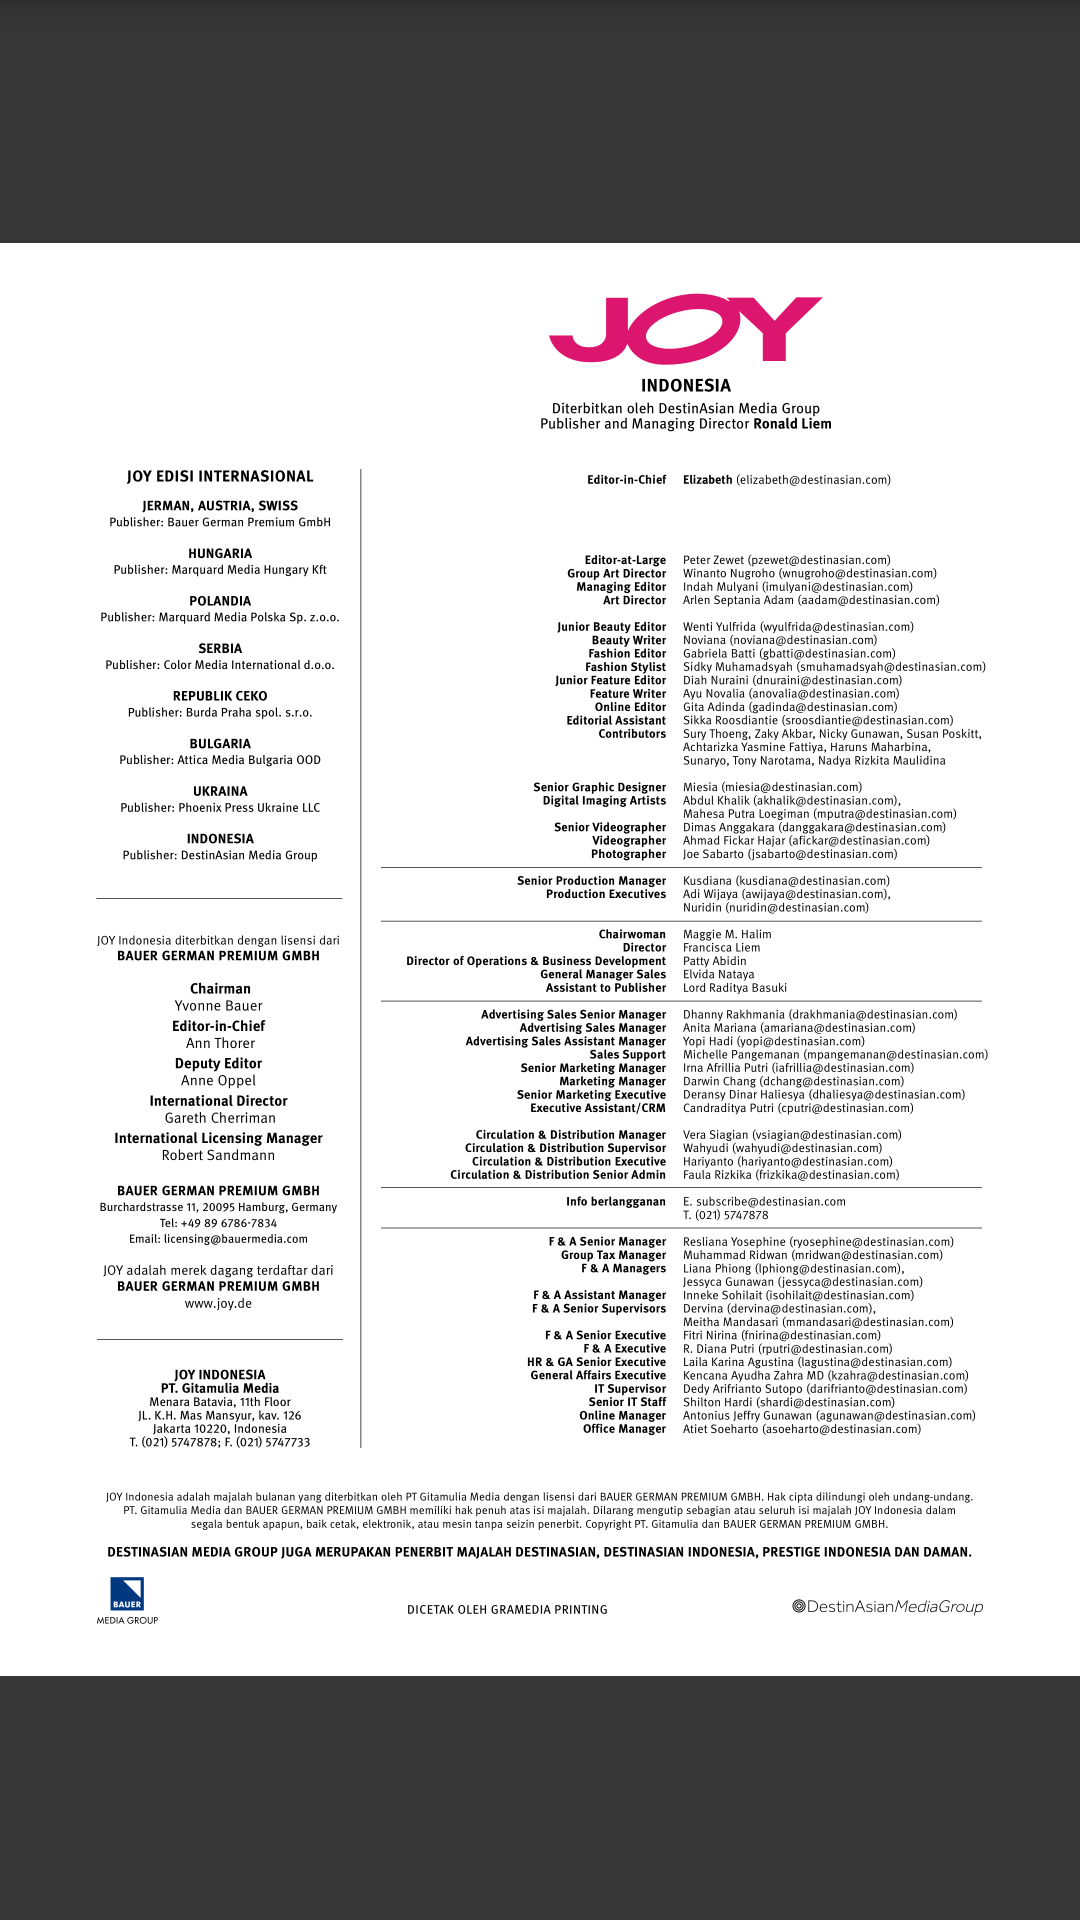 JOY
INDONESIA
Diterbitkan oleh DestinAsian Media Group
Publisher and Managing Director Ronald Liem
JOY EDISI INTERNASIONAL
JERMAN, AUSTRIA, SWISS
Publisher: Bauer German Premium GmbH
HUNGARIA
Publisher: Marquard Media Hungary Kft
POLANDIA
Publisher: Marquard Media Polska Sp. z.o.o.
SERBIA
Publisher: Color Media International d.o.o.
REPUBLIK CEKO
Publisher: Burda Praha spol. s.r.o.
BULGARIA
Publisher: Attica Media Bulgaria OOD
UKRAINA
Publisher: Phoenix Press Ukraine LLC
INDONESIA
Publisher: DestinAsian Media Group
JOY Indonesia diterbitkan dengan lisensi dari
BAUER GERMAN PREMIUM GMBH
Chairman
Yvonne Bauer
Editor-in-Chief
Ann Thorer
Deputy Editor
Anne Oppel
International Director
Gareth Cherriman
International Licensing Manager
Robert Sandmann
BAUER GERMAN PREMIUM GMBH
Burchardstrasse 11, 20095 Hamburg, Germany
Tel: +49 89 6786-7834
Email: licensing@bauermedia.com
JOY adalah merek dagang terdaftar dari
BAUER GERMAN PREMIUM GMBH
www.joy.de
JOY INDONESIA
PT. Gitamulia Media
Menara Batavia, 11th Floor
JL. K.H. Mas Mansyur, kav. 126
Jakarta 10220, Indonesia
T. (021) 5747878; F. (021) 5747733
Editor-in-Chief Elizabeth (elizabeth@destinasian.com)
Editor-at-Large Peter Zewet (pzewet@destinasian.com)
Group Art Director Winanto Nugroho (wnugroho@destinasian.com)
Managing Editor Indah Mulyani (imulyani@destinasian.com)
Art Director Arlen Septania Adam (aadam@destinasian.com)
Junior Beauty Editor Wenti Yulfrida (wyulfrida@destinasian.com)
Beauty Writer Noviana (noviana@destinasian.com)
Fashion Editor Gabriela Batti (gbatti@destinasian.com)
Fashion Stylist Sidky Muhamadsyah (smuhamadsyah@destinasian.com)
Junior Feature Editor Diah Nuraini (dnuraini@destinasian.com)
Feature Writer Ayu Novalia (anovalia@destinasian.com)
Online Editor Gita Adinda (gadinda@destinasian.com)
Editorial Assistant Sikka Roosdiantie (sroosdiantie@destinasian.com)
Contributors Sury Thoeng, Zaky Akbar, Nicky Gunawan, Susan Poskitt,
Achtarizka Yasmine Fattiya, Haruns Maharbina,
Sunaryo, Tony Narotama, Nadya Rizkita Maulidina
Senior Graphic Designer Miesia (miesia@destinasian.com)
Digital Imaging Artists Abdul Khalik (akhalik@destinasian.com),
Mahesa Putra Loegiman (mputra@destinasian.com)
Senior Videographer Dimas Anggakara (danggakara@destinasian.com)
Videographer Ahmad Fickar Hajar (afickar@destinasian.com)
Photographer Joe Sabarto (jsabarto@destinasian.com)
Senior Production Manager Kusdiana (kusdiana@destinasian.com)
Production Executives Adi Wijaya (awijaya@destinasian.com),
Nuridin (nuridin@destinasian.com)
Chairwoman Maggie M. Halim
Director Francisca Liem
Director of Operations & Business Development Patty Abidin
General Manager Sales Elvida Nataya
Assistant to Publisher Lord Raditya Basuki
Advertising Sales Senior Manager Dhanny Rakhmania (drakhmania@destinasian.com)
Advertising Sales Manager Anita Mariana (amariana@destinasian.com)
Advertising Sales Assistant Manager Yopi Hadi (yopi@destinasian.com)
Sales Support Michelle Pangemanan (mpangemanan@destinasian.com)
Senior Marketing Manager Irna Afrillia Putri (iafrillia@destinasian.com)
Marketing Manager Darwin Chang (dchang@destinasian.com)
Senior Marketing Executive Deransy Dinar Haliesya (dhaliesya@destinasian.com)
Executive Assistant/CRM Candraditya Putri (cputri@destinasian.com)
Circulation & Distribution Manager Vera Siagian (vsiagian@destinasian.com)
Circulation & Distribution Supervisor Wahyudi (wahyudi@destinasian.com)
Circulation & Distribution Executive Hariyanto (hariyanto@destinasian.com)
Circulation & Distribution Senior Admin Faula Rizkika (frizkika@destinasian.com)
Info berlangganan E. subscribe@destinasian.com
T. (021) 5747878
F & A Senior Manager Resliana Yosephine (ryosephine@destinasian.com)
Group Tax Manager Muhammad Ridwan (mridwan@destinasian.com)
F & A Managers Liana Phiong (lphiong@destinasian.com),
Jessyca Gunawan (jessyca@destinasian.com)
F & A Assistant Manager Inneke Sohilait (isohilait@destinasian.com)
F & A Senior Supervisors Dervina (dervina@destinasian.com),
Meitha Mandasari (mmandasari@destinasian.com)
F & A Senior Executive Fitri Nirina (fnirina@destinasian.com)
F & A Executive R. Diana Putri (rputri@destinasian.com)
HR & GA Senior Executive Laila Karina Agustina (lagustina@destinasian.com)
General Affairs Executive Kencana Ayudha Zahra MD (kzahra@destinasian.com)
IT Supervisor Dedy Arifrianto Sutopo (darifrianto@destinasian.com)
Senior IT Staff Shilton Hardi (shardi@destinasian.com)
Online Manager Antonius Jeffry Gunawan (agunawan@destinasian.com)
Office Manager Atiet Soeharto (asoeharto@destinasian.com)
JOY Indonesia adalah majalah bulanan yang diterbitkan oleh PT Gitamulia Media dengan lisensi dari BAUER GERMAN PREMIUM GMBH. Hak cipta dilindungi oleh undang-undang.
PT. Gitamulia Media dan BAUER GERMAN PREMIUM GMBH memiliki hak penuh atas isi majalah. Dilarang mengutip sebagian atau seluruh isi majalah JOY Indonesia dalam
segala bentuk apapun, baik cetak, elektronik, atau mesin tanpa seizin penerbit. Copyright PT. Gitamulia dan BAUER GERMAN PREMIUM GMBH.
DESTINASIAN MEDIA GROUP JUGA MERUPAKAN PENERBIT MAJALAH DESTINASIAN, DESTINASIAN INDONESIA, PRESTIGE INDONESIA DAN DAMAN.
BAUER
MEDIA GROUP
DICETAK OLEH GRAMEDIA PRINTING
DestinAsianMediaGroup